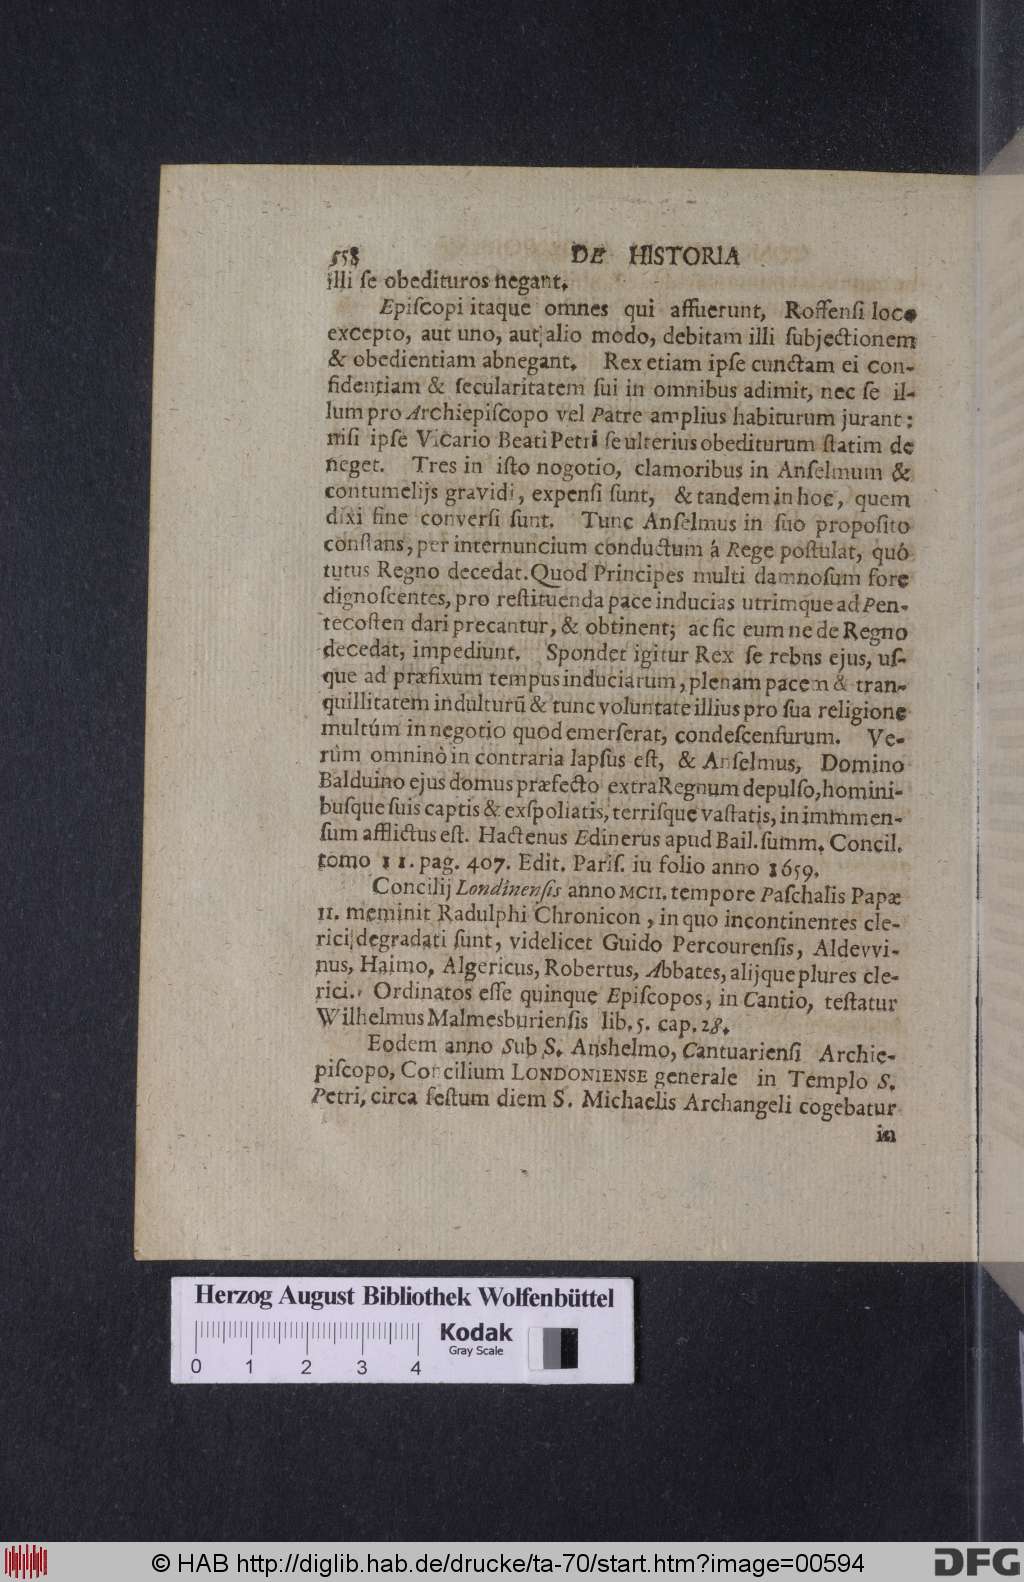 558 DE HISTORIA
illi ſe obedituros negant.
Epiſcopi itaque omnes qui affuerunt, Roffenſi loco
excepto, aut uno, aut alio modo, debitam illi ſubjectionem
& obedientiam abnegant. Rex etiam ipſe cunctam ei con-
fidentiam & ſecularitatem ſui in omnibus adimit, nec ſe il-
lum pro Archiepiſcopo vel Patre amplius habiturum jurant:
niſi ipſe Vicario Beati Petri ſe ulterius obediturum ſtatim de
neget. Tres in iſto nogotio, clamoribus in Anſelmum &
contumelijs gravidi, expenſi ſunt, & tandem in hoc, quem
dixi fine converſi ſunt. Tunc Anſelmus in ſuo propoſito
conſtans, per internuncium conductum á Rege poſtulat, quó
tutus Regno decedat. Quod Principes multi damnoſum fore
dignoſcentes, pro reſtituenda pace inducias utrimque ad Pen-
tecoſten dari precantur, & obtinent; ac ſic eum ne de Regno
decedat, impediunt. Spondet igitur Rex ſe rebns ejus, uſ-
que ad præfixum tempus induciarum, plenam pacem & tran-
quillitatem indulturū & tunc voluntate illius pro ſua religione
multúm in negotio quod emerſerat, condeſcenſurum. Ve-
rùm omninò in contraria lapſus eſt, & Anſelmus, Domino
Balduino ejus domus præfecto extra Regnum depulſo, homini-
buſque ſuis captis & exſpoliatis, terriſque vaſtatis, in immmen-
ſum afflictus eſt. Hactenus Edinerus apud Bail. ſumm. Concil.
tomo 11. pag. 407. Edit. Pariſ. iu folio anno 1659.
Concilij Londinenſis anno MCII. tempore Paſchalis Papæ
II. meminit Radulphi Chronicon, in quo incontinentes cle-
rici degradati ſunt, videlicet Guido Percourenſis, Aldevvi-
nus, Haimo, Algericus, Robertus, Abbates, alijque plures cle-
rici. Ordinatos eſſe quinque Epiſcopos, in Cantio, teſtatur
Wilhelmus Malmesburienſis lib. 5. cap. 28.
Eodem anno Sub S. Anshelmo, Cantuarienſi Archie-
piſcopo, Concilium LONDONIENSE generale in Templo S.
Petri, circa feſtum diem S. Michaelis Archangeli cogebatur
in
Herzog August Bibliothek Wolfenbüttel
Kodak
Gray Scale
0 1 2 3 4
© HAB http://diglib.hab.de/drucke/ta-70/start.htm?image=00594
DFG